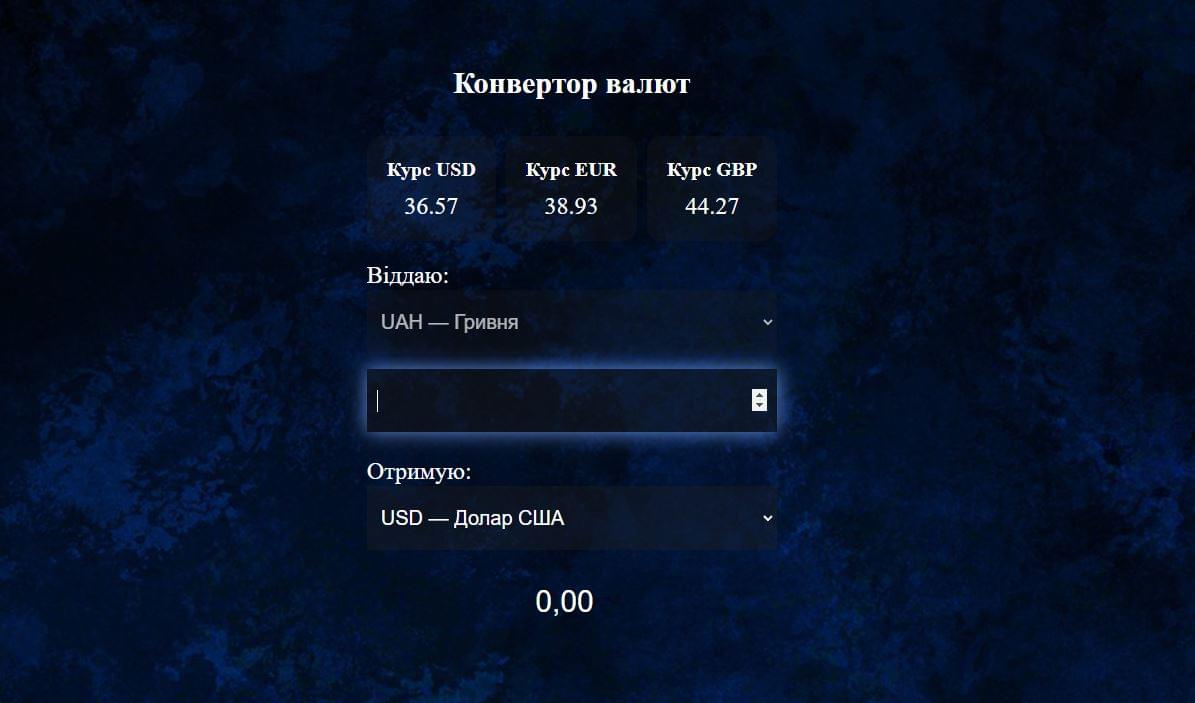 Конвертор валют
Курс USD Курс EUR Курс GBP
36.57 38.93 44.27
Віддаю:
UAH — Гривня
Отримую:
USD — Долар США
0,00